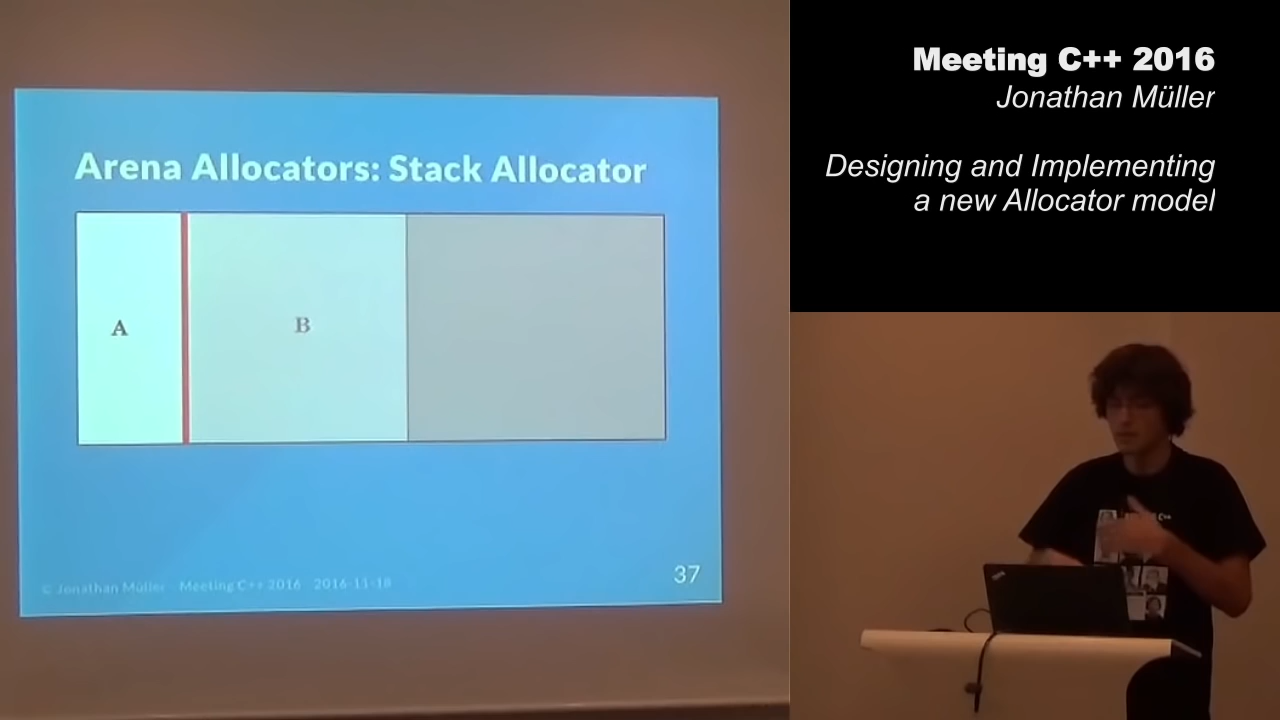 Meeting C++ 2016
Jonathan Müller
Designing and Implementing
a new Allocator model
Arena Allocators: Stack Allocator
A
B
© Jonathan Müller Meeting C++ 2016 2016-11-18
37